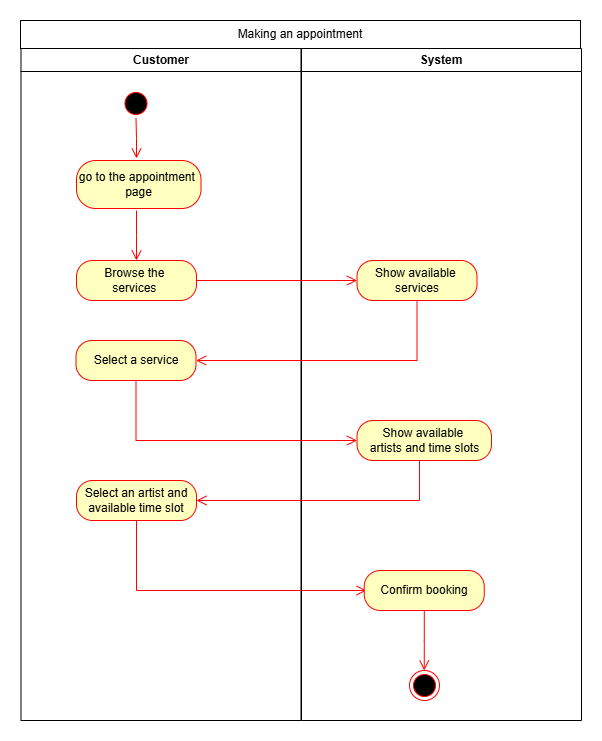 Making an appointment
Customer
System
go to the appointment
page
Browse the
services
Show available
services
Select a service
Show available
artists and time slots
Select an artist and
available time slot
Confirm booking